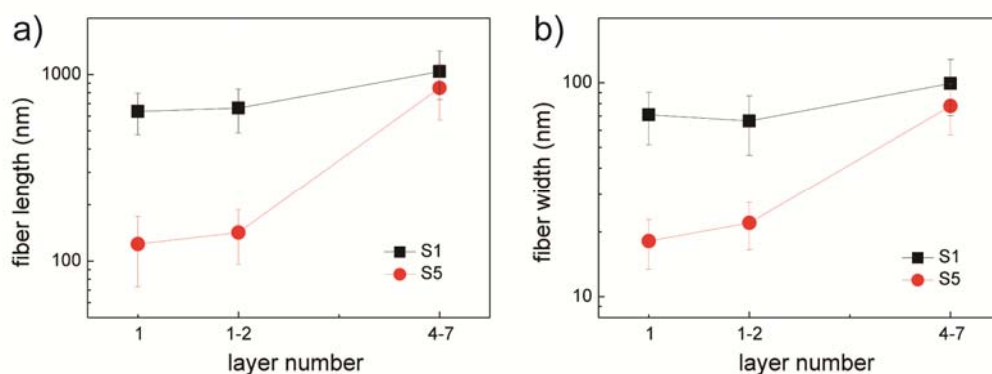 a)
fiber length (nm)
1000
100
S1
S5
1
1-2
4-7
layer number
b)
fiber width (nm)
100
10
S1
S5
1
1-2
4-7
layer number